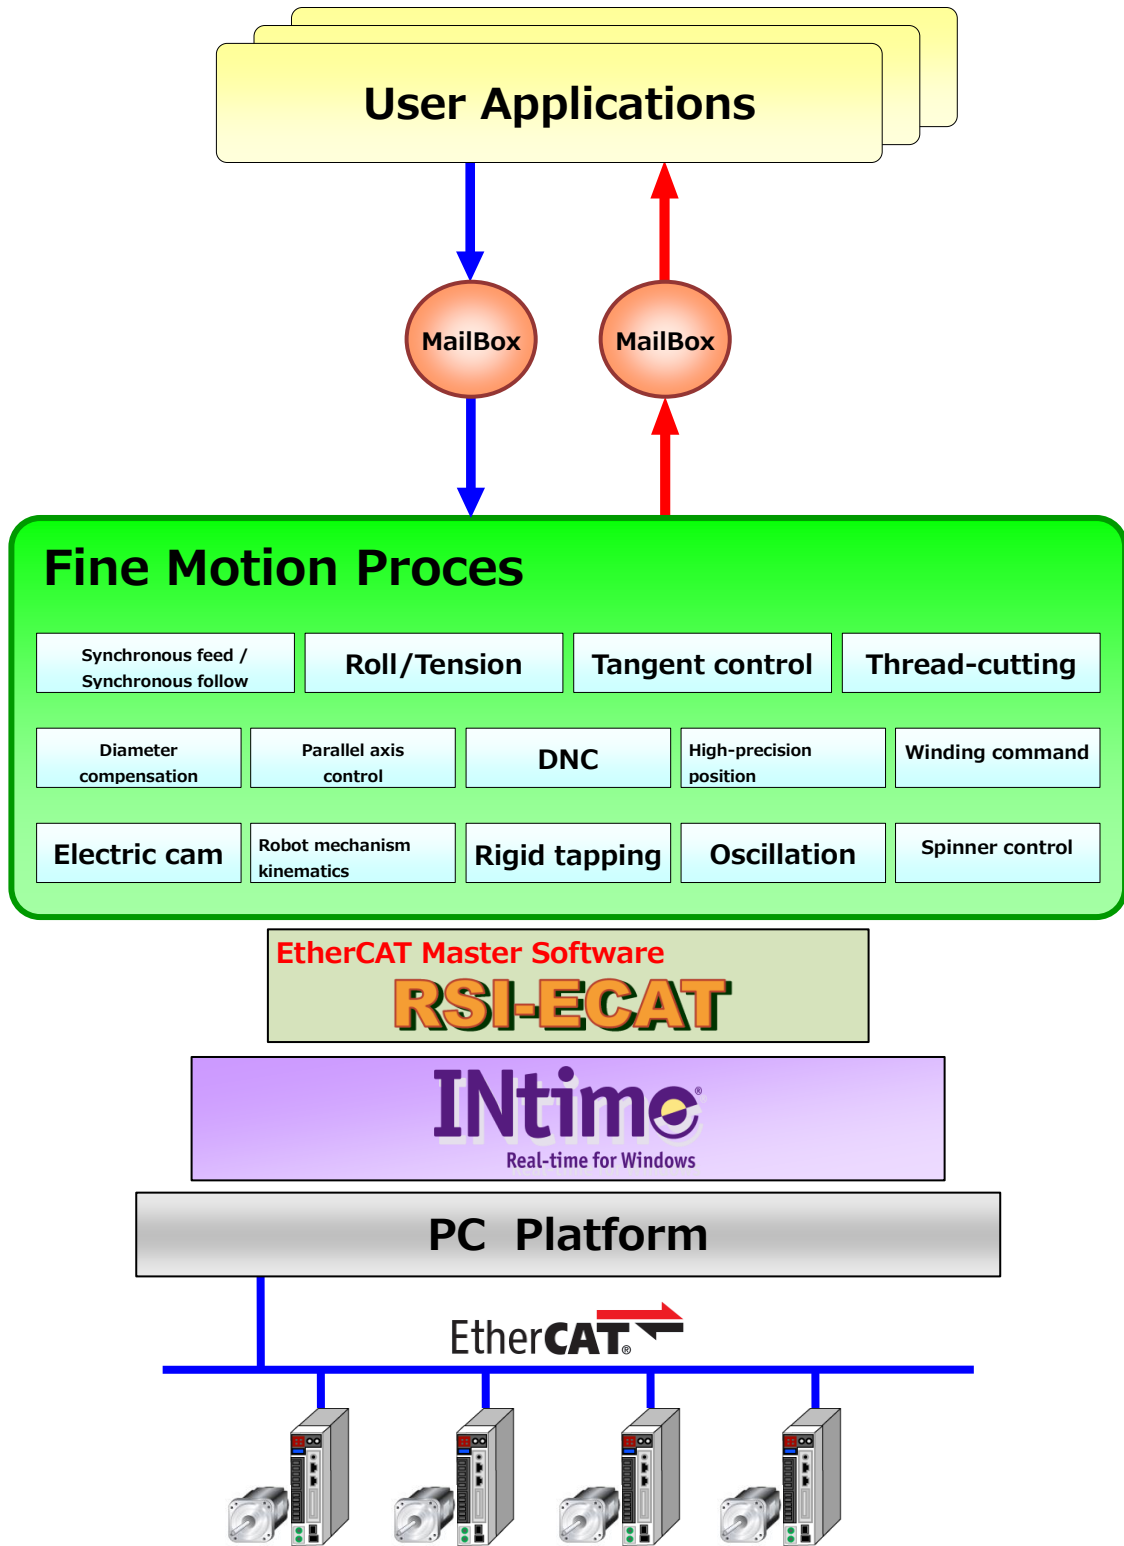 User Applications
MailBox
MailBox
Fine Motion Proces
Synchronous feed /
Synchronous follow
Roll/Tension
Tangent control
Thread-cutting
Diameter
compensation
Parallel axis
control
DNC
High-precision
position
Winding command
Electric cam
Robot mechanism
kinematics
Rigid tapping
Oscillation
Spinner control
EtherCAT Master Software
RSI-ECAT
INtime®
Real-time for Windows
PC Platform
EtherCAT®